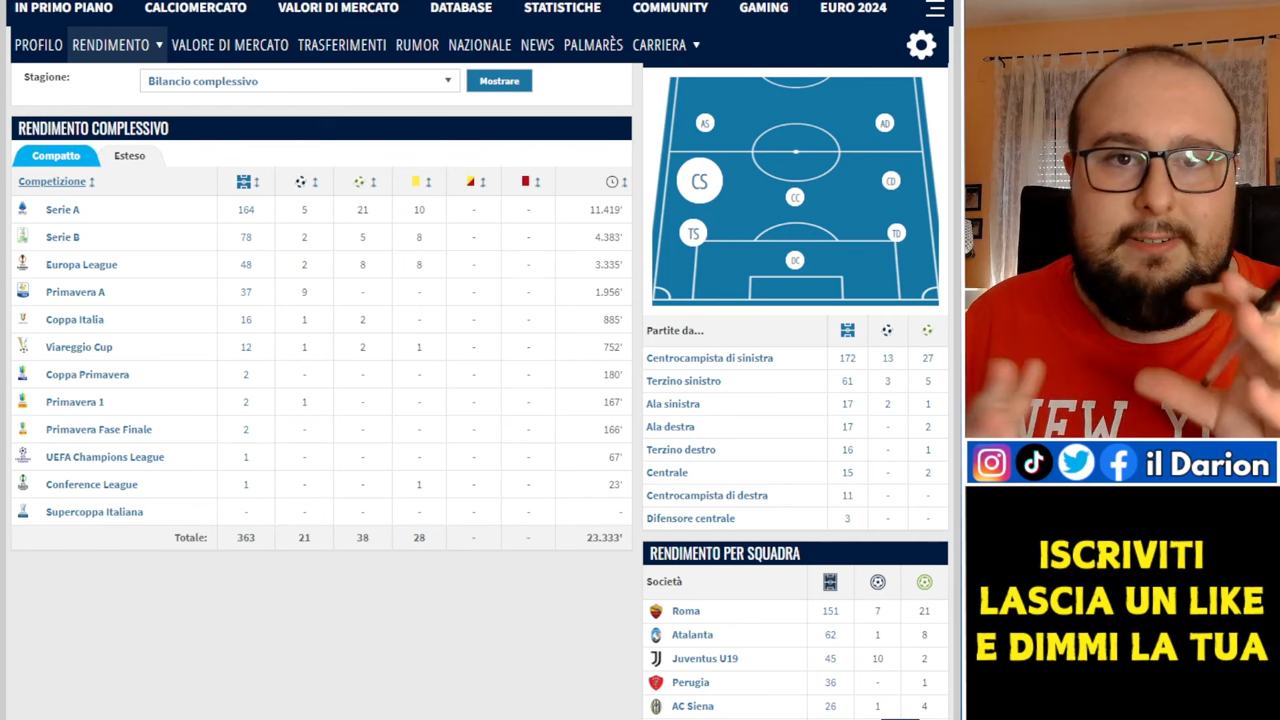 IN PRIMO PIANO CALCIOMERCATO VALORI DI MERCATO DATABASE STATISTICHE COMMUNITY GAMING EURO 2024
PROFILO RENDIMENTO VALORE DI MERCATO TRASFERIMENTI RUMOR NAZIONALE NEWS PALMARÈS CARRIERA
Stagione: Bilancio complessivo Mostrare
RENDIMENTO COMPLESSIVO
Compatto Esteso
Competizione
Serie A 164 5 21 10 - - 11.419'
Serie B 78 2 5 8 - - 4.383'
Europa League 48 2 8 8 - - 3.335'
Primavera A 37 9 - - - - 1.956'
Coppa Italia 16 1 2 - - - 885'
Viareggio Cup 12 1 2 1 - - 752'
Coppa Primavera 2 - - - - - 180'
Primavera 1 2 1 - - - - 167'
Primavera Fase Finale 2 - - - - - 166'
UEFA Champions League 1 - - - - - 67'
Conference League 1 - - 1 - - 23'
Supercoppa Italiana - - - - - - -
Totale: 363 21 38 28 - - 23.333'
AS AD
CS CD
CC
TS TD
DC
Partite da...
Centrocampista di sinistra 172 13 27
Terzino sinistro 61 3 5
Ala sinistra 17 2 1
Ala destra 17 - 2
Terzino destro 16 - 1
Centrale 15 - 2
Centrocampista di destra 11 - -
Difensore centrale 3 - -
RENDIMENTO PER SQUADRA
Società
Roma 151 7 21
Atalanta 62 1 8
Juventus U19 45 10 2
Perugia 36 - 1
AC Siena 26 1 4
NEW Y
il Darion
ISCRIVITI
LASCIA UN LIKE
E DIMMI LA TUA